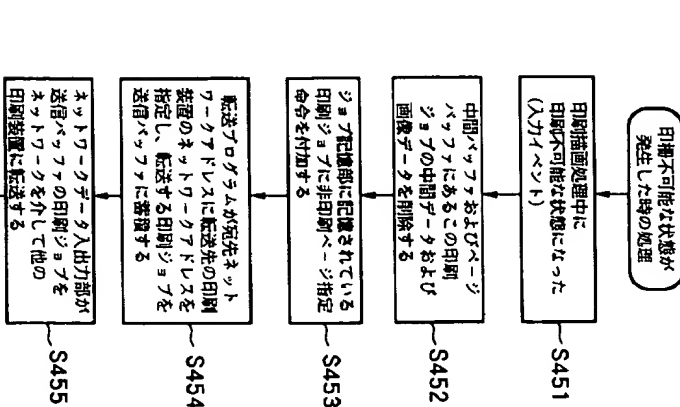 印刷不可能な状態が
発生した時の処理
印刷描画処理中に
印刷不可能な状態になった
(入力イベント)
S451
中間バッファおよびページ
バッファにあるこの印刷
ジョブの中間データおよび
画像データを削除する
S452
ジョブ記憶部に記憶されている
印刷ジョブに非印刷ページ指定
命令を付加する
S453
転送プログラムが宛先ネット
ワークアドレスに転送先の印刷
装置のネットワークアドレスを
指定し、転送する印刷ジョブを
送信バッファに蓄積する
S454
ネットワークデータ入出力部が
送信バッファの印刷ジョブを
ネットワークを介して他の
印刷装置に転送する
S455